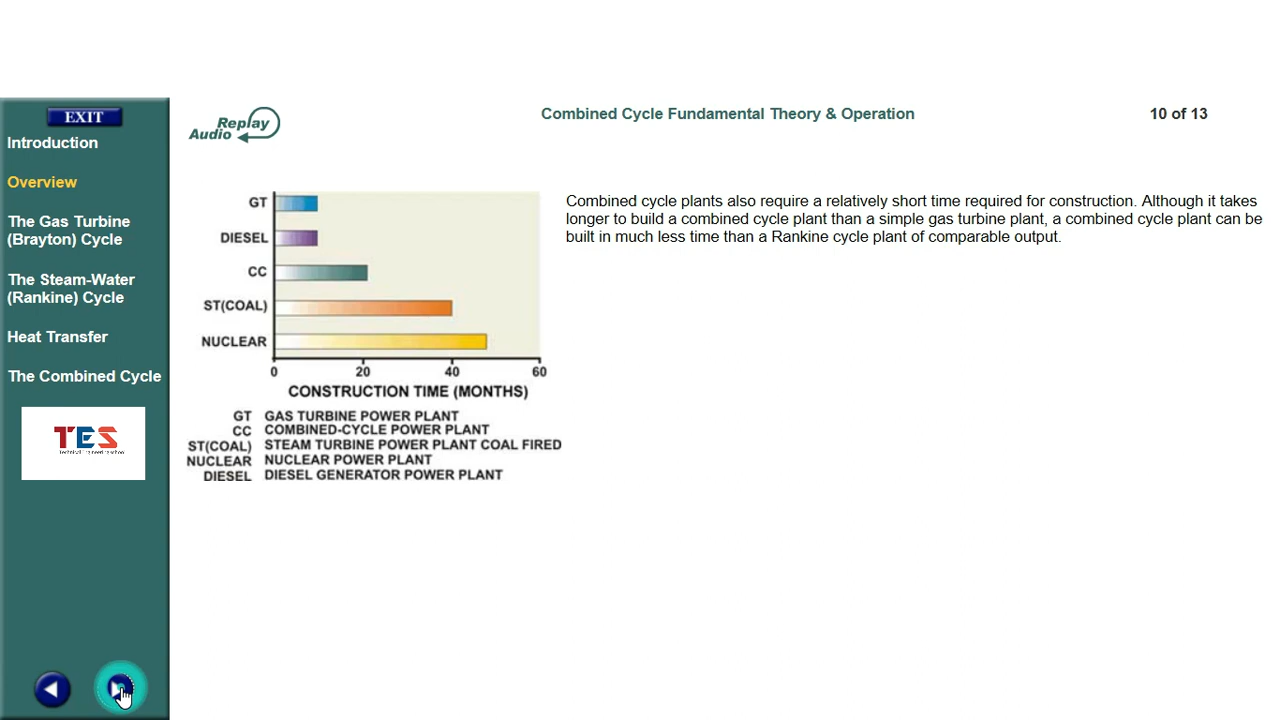 EXIT
Introduction
Overview
The Gas Turbine
(Brayton) Cycle
The Steam-Water
(Rankine) Cycle
Heat Transfer
The Combined Cycle
TES
Replay
Audio
Combined Cycle Fundamental Theory & Operation
10 of 13
GT
DIESEL
CC
ST(COAL)
NUCLEAR
0 20 40 60
CONSTRUCTION TIME (MONTHS)
GT GAS TURBINE POWER PLANT
CC COMBINED-CYCLE POWER PLANT
ST(COAL) STEAM TURBINE POWER PLANT COAL FIRED
NUCLEAR NUCLEAR POWER PLANT
DIESEL DIESEL GENERATOR POWER PLANT
Combined cycle plants also require a relatively short time required for construction. Although it takes
longer to build a combined cycle plant than a simple gas turbine plant, a combined cycle plant can be
built in much less time than a Rankine cycle plant of comparable output.